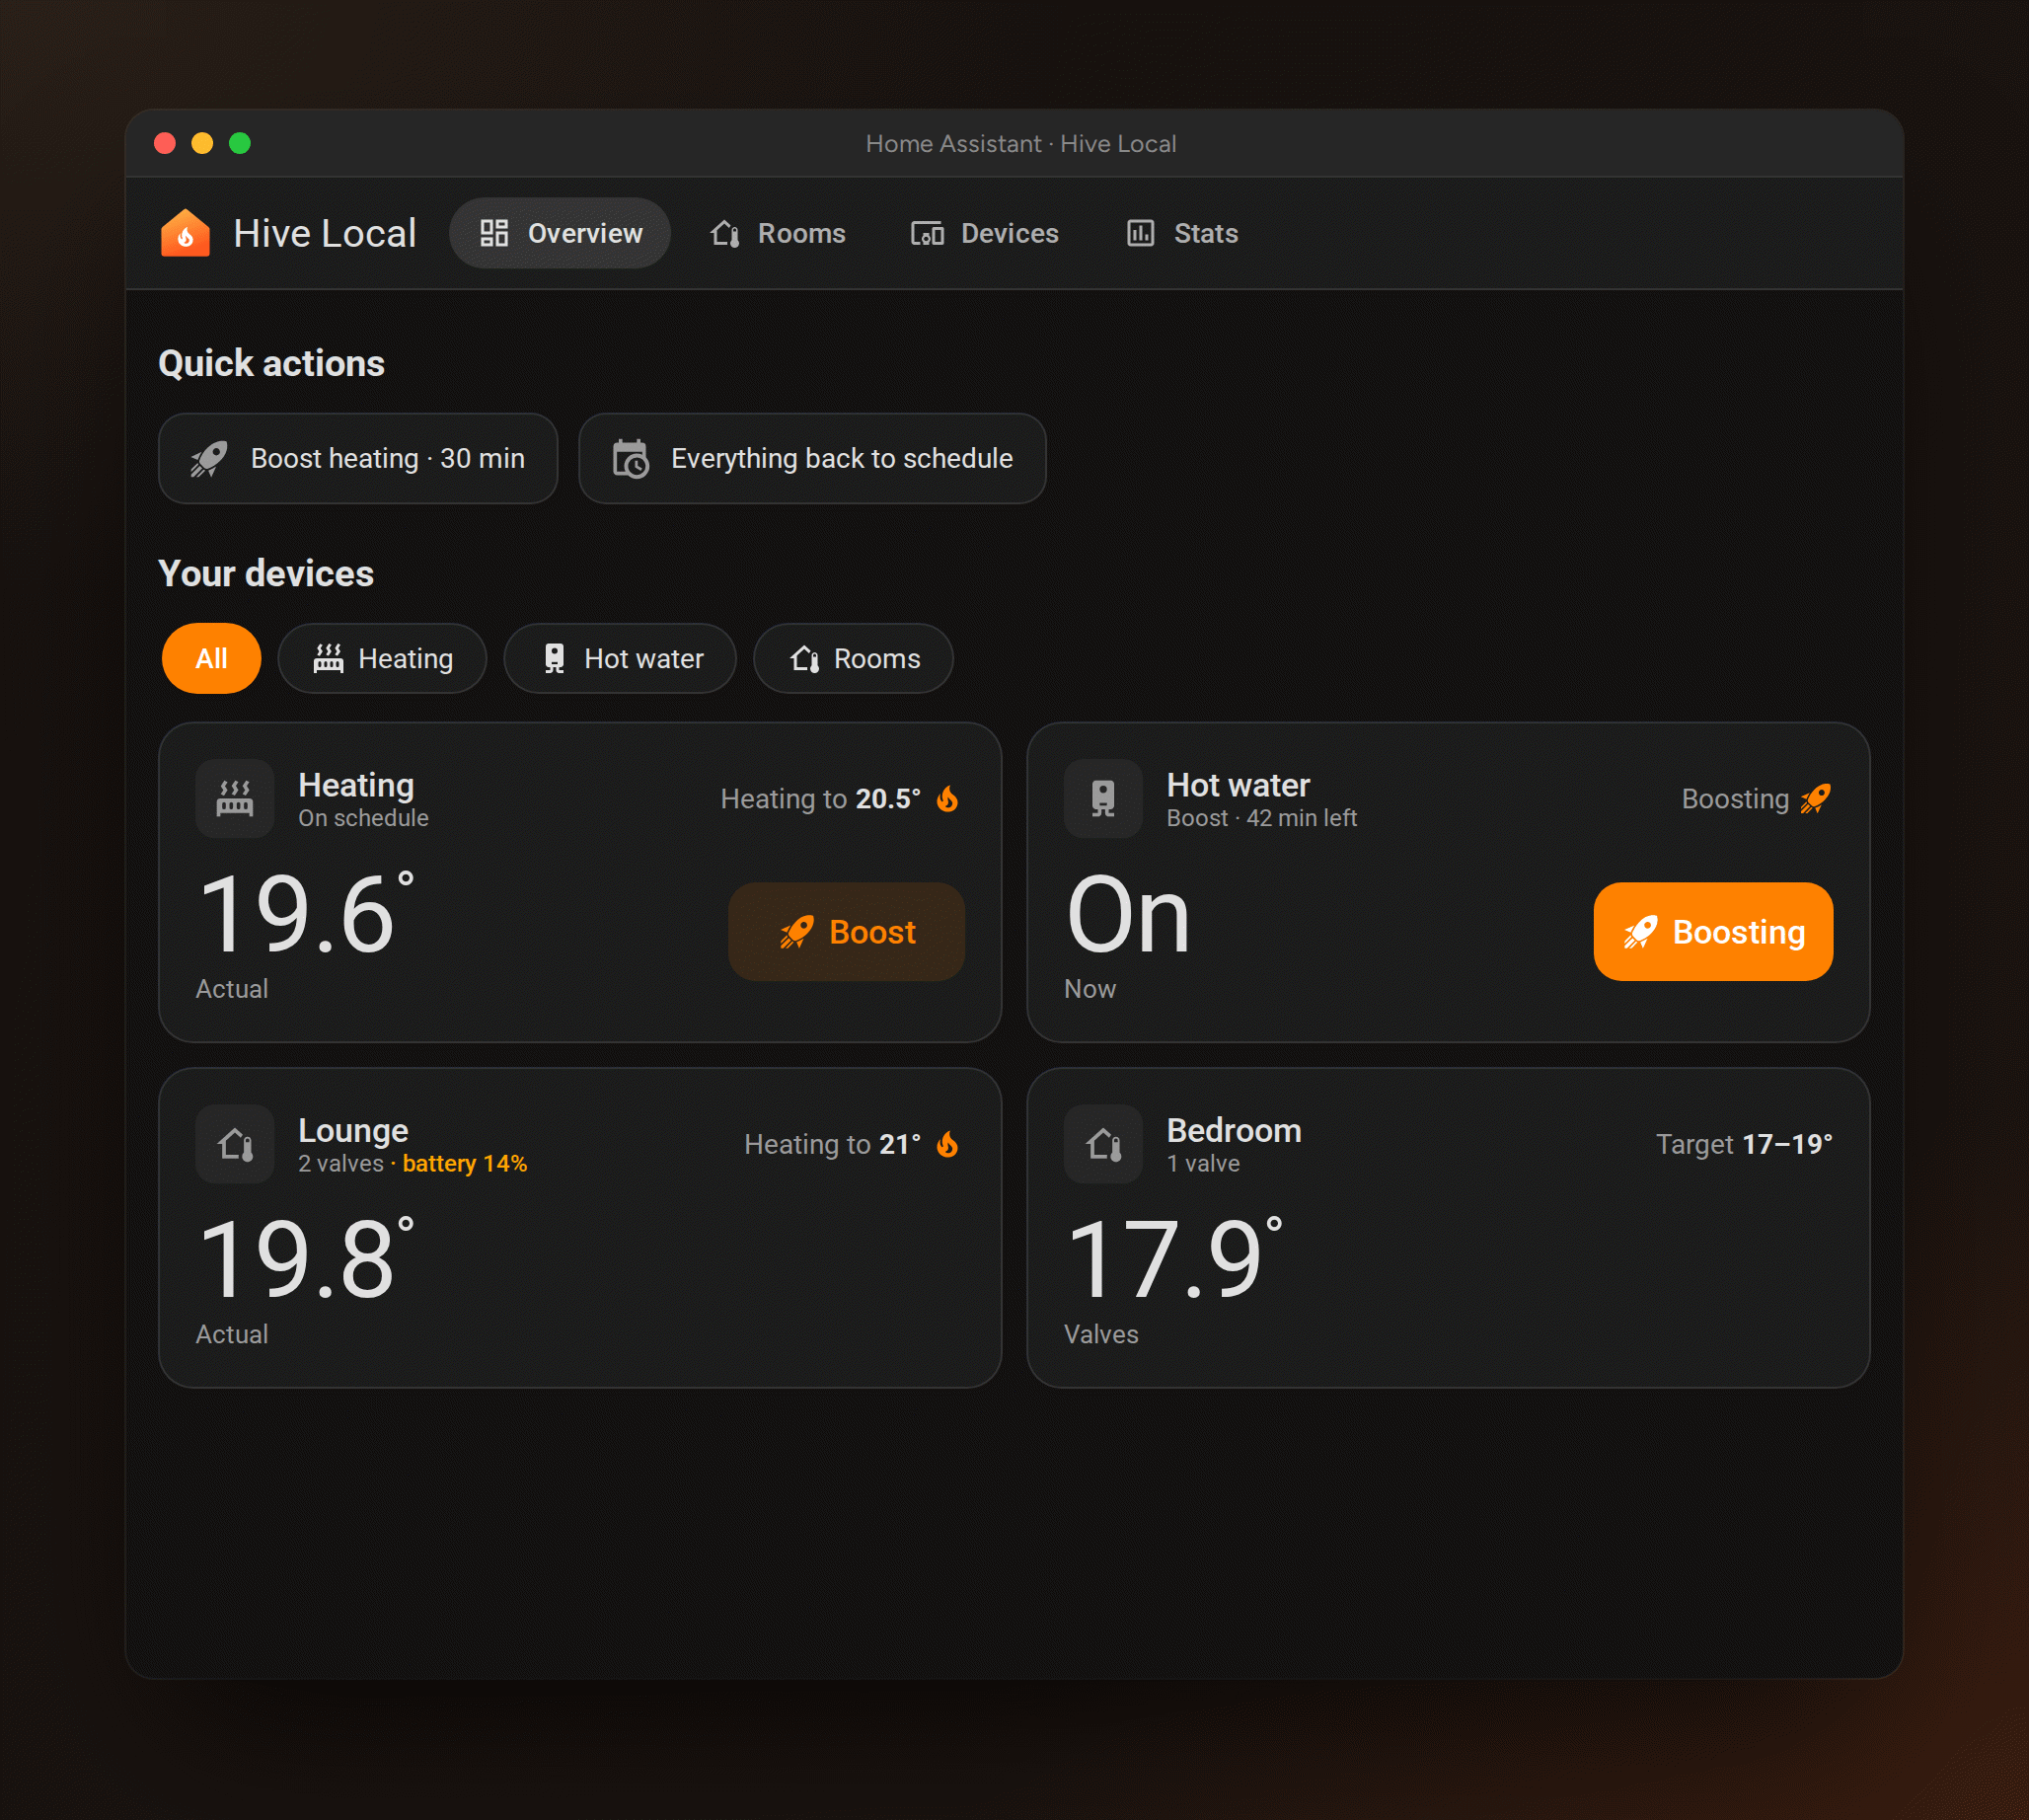 Home Assistant · Hive Local
Hive Local
Overview
Rooms
Devices
Stats
Quick actions
Boost heating · 30 min
Everything back to schedule
Your devices
All
Heating
Hot water
Rooms
Heating
On schedule
Heating to 20.5°
19.6°
Actual
Boost
Hot water
Boost · 42 min left
Boosting
On
Now
Boosting
Lounge
2 valves · battery 14%
Heating to 21°
19.8°
Actual
Bedroom
1 valve
Target 17–19°
17.9°
Valves